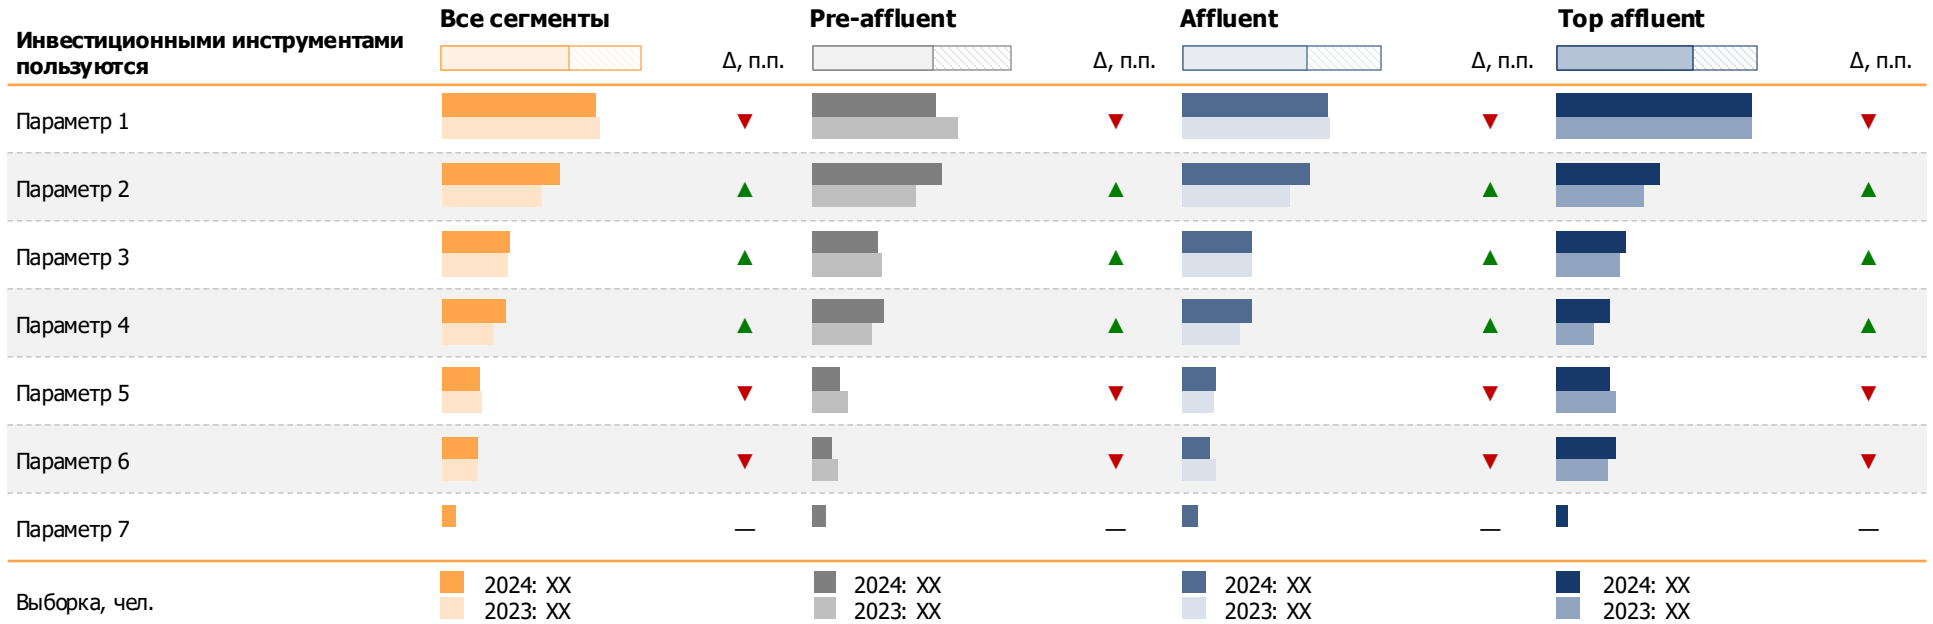 Все сегменты Pre-affluent Affluent Top affluent
Инвестиционными инструментами
пользуются
Δ, п.п. Δ, п.п. Δ, п.п. Δ, п.п.
Параметр 1 ▼ ▼ ▼ ▼
Параметр 2 ▲ ▲ ▲ ▲
Параметр 3 ▲ ▲ ▲ ▲
Параметр 4 ▲ ▲ ▲ ▲
Параметр 5 ▼ ▼ ▼ ▼
Параметр 6 ▼ ▼ ▼ ▼
Параметр 7 — — — —
Выборка, чел.
2024: XX 2024: XX 2024: XX 2024: XX
2023: XX 2023: XX 2023: XX 2023: XX